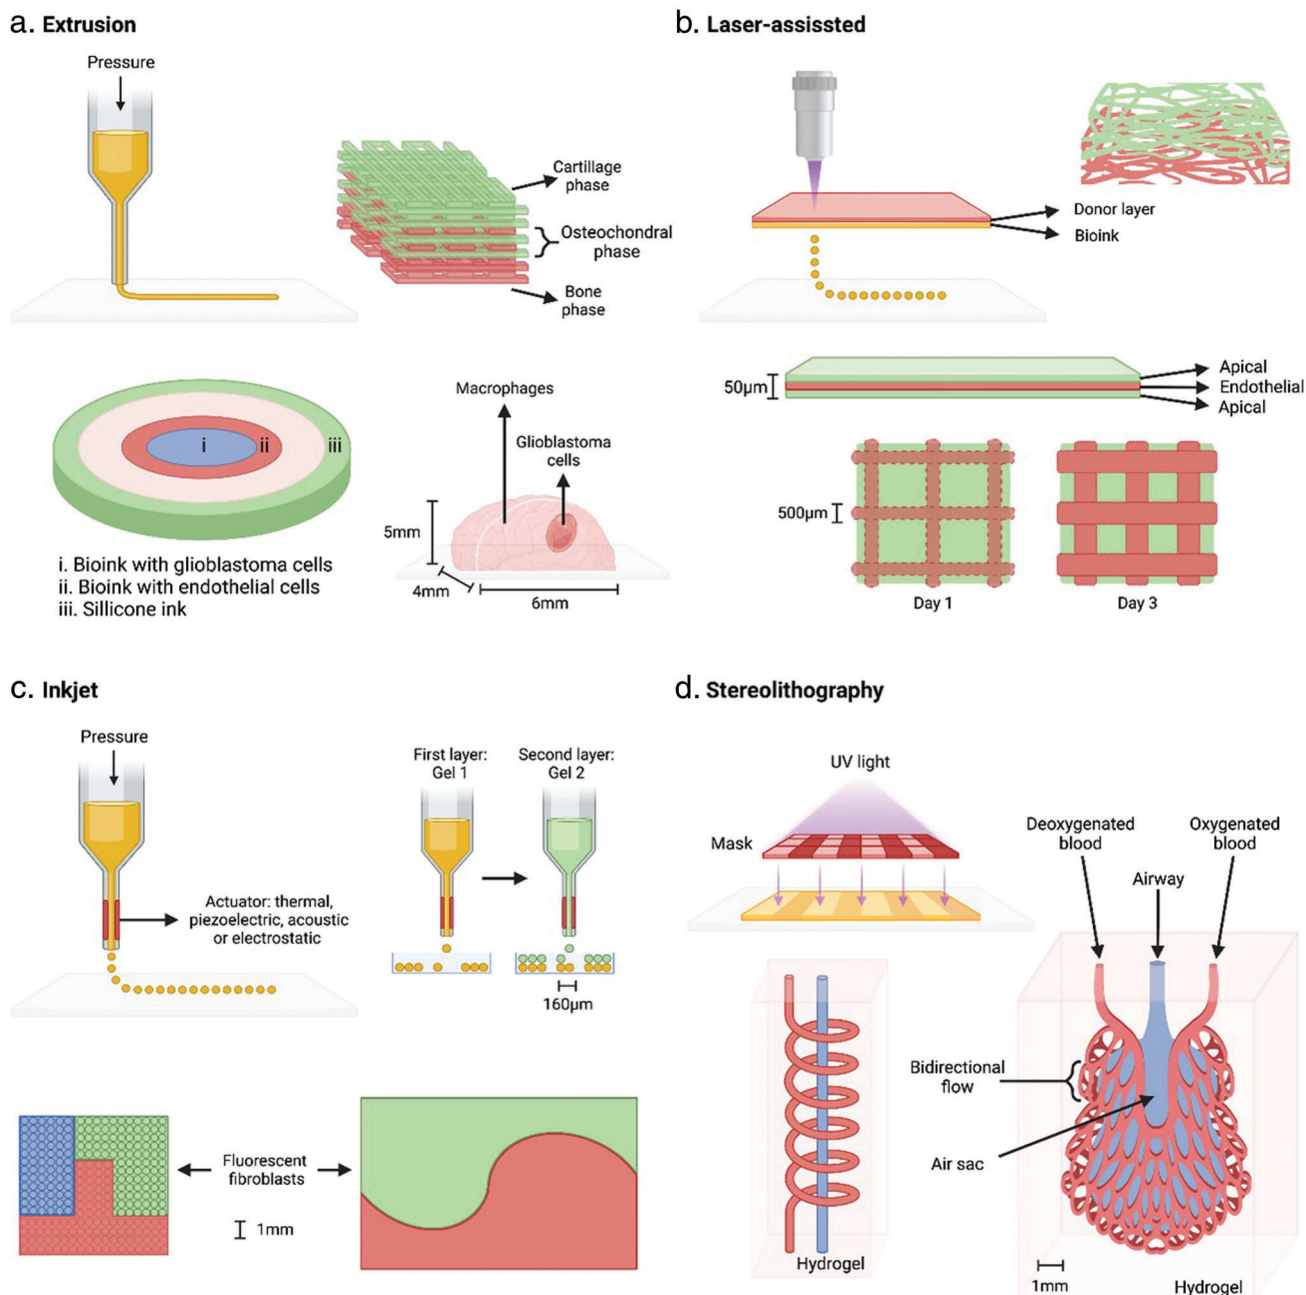 a. Extrusion
Pressure
Cartillage
phase
Osteochondral
phase
Bone
phase
i
ii
iii
i. Bioink with glioblastoma cells
ii. Bioink with endothelial cells
iii. Sillicone ink
Macrophages
Glioblastoma
cells
5mm
4mm
6mm
b. Laser-assissted
Donor layer
Bioink
50μm
Apical
Endothelial
Apical
500μm
Day 1
Day 3
c. Inkjet
Pressure
Actuator: thermal,
piezoelectric, acoustic
or electrostatic
First layer:
Gel 1
Second layer:
Gel 2
160μm
Fluorescent
fibroblasts
1mm
d. Stereolithography
UV light
Mask
Hydrogel
Deoxygenated
blood
Oxygenated
blood
Airway
Bidirectional
flow
Air sac
1mm
Hydrogel